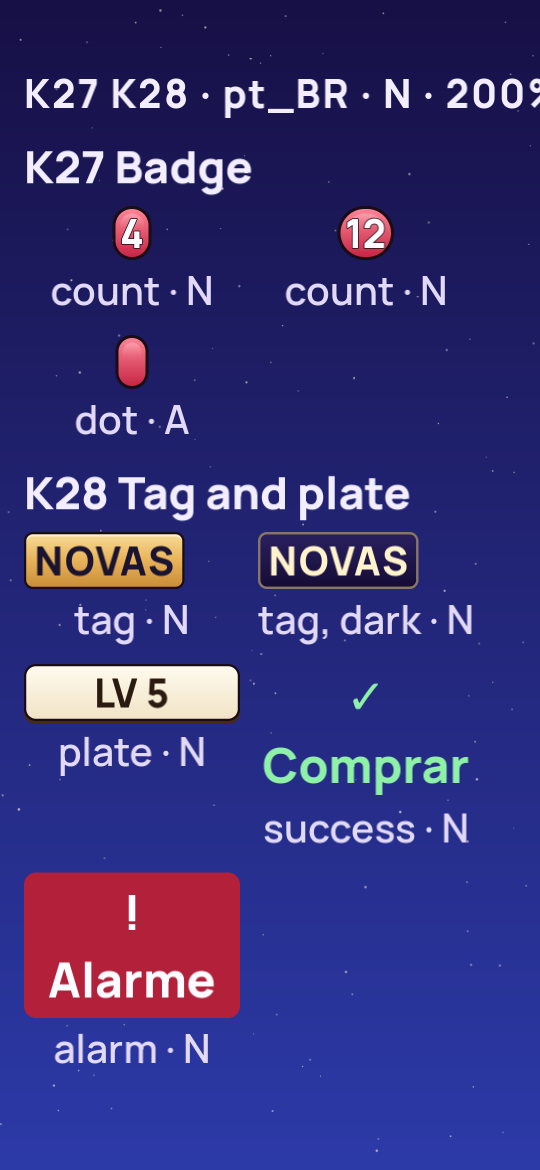 K27 K28 · pt_BR · N · 200%
K27 Badge
4 12
count · N count · N
dot · A
K28 Tag and plate
NOVAS NOVAS
tag · N tag, dark · N
LV 5 ✓
Comprar
plate · N
success · N
!
Alarme
alarm · N